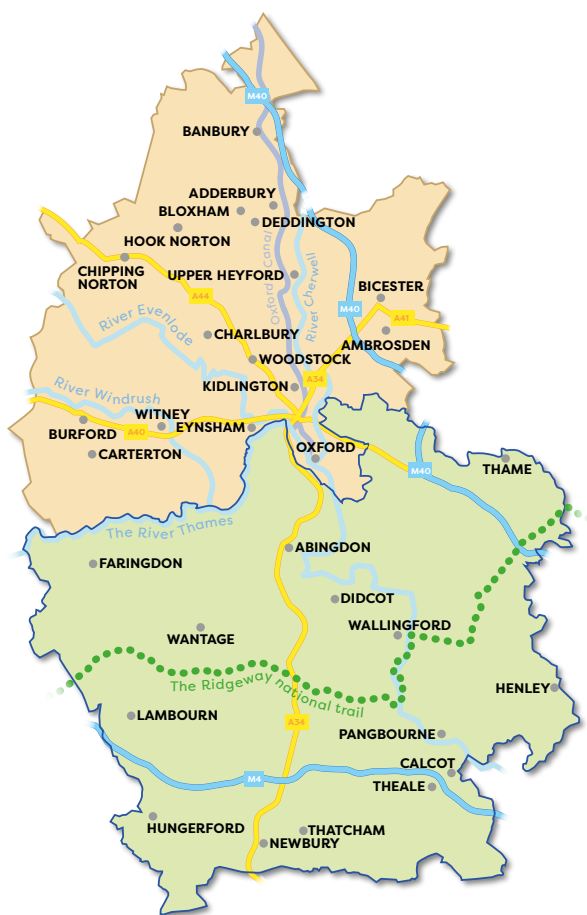 M40
BANBURY
ADDERBURY
BLOXHAM
DEDDINGTON
HOOK NORTON
Oxford Canal
River Cherwell
CHIPPING
NORTON
UPPER HEYFORD
BICESTER
A44
M40
A41
River Evenlode
CHARLBURY
AMBROSDEN
WOODSTOCK
A34
KIDLINGTON
River Windrush
WITNEY
BURFORD
A40
EYNSHAM
CARTERTON
OXFORD
M40
THAME
The River Thames
ABINGDON
FARINGDON
DIDCOT
WALLINGFORD
WANTAGE
The Ridgeway national trail
HENLEY
LAMBOURN
A34
PANGBOURNE
CALCOT
M4
THEALE
HUNGERFORD
THATCHAM
NEWBURY